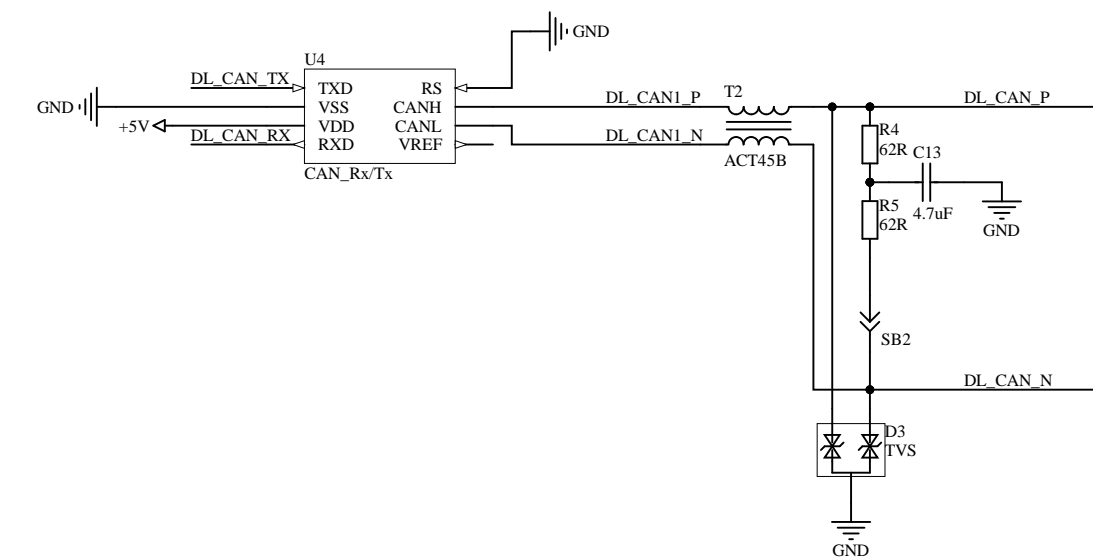 GND
U4
DL_CAN_TX
TXD
RS
T2
GND
VSS
CANH
DL_CAN1_P
DL_CAN_P
+5V
VDD
CANL
R4
62R
DL_CAN_RX
RXD
VREF
DL_CAN1_N
ACT45B
C13
CAN_Rx/Tx
4.7uF
R5
62R
GND
SB2
DL_CAN_N
D3
TVS
GND